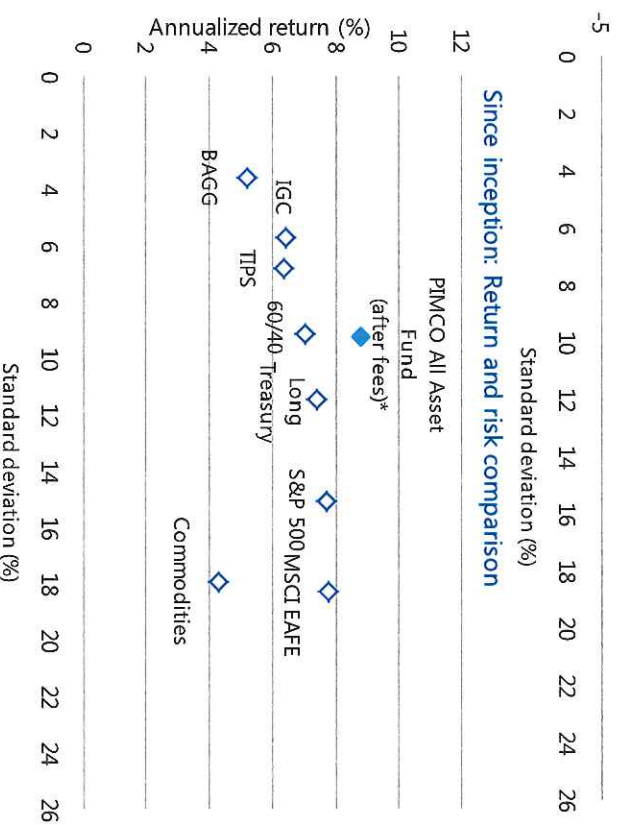 -5
0 2 4 6 8 10 12 14 16 18 20 22 24 26
Standard deviation (%)
Since inception: Return and risk comparison
12
10
8
6
4
2
0
Annualized return (%)
PIMCO All Asset
Fund
(after fees)*
IGC
BAGG
TIPS
60/40
Long
Treasury
S&P 500
MSCI EAFE
Commodities
0 2 4 6 8 10 12 14 16 18 20 22 24 26
Standard deviation (%)